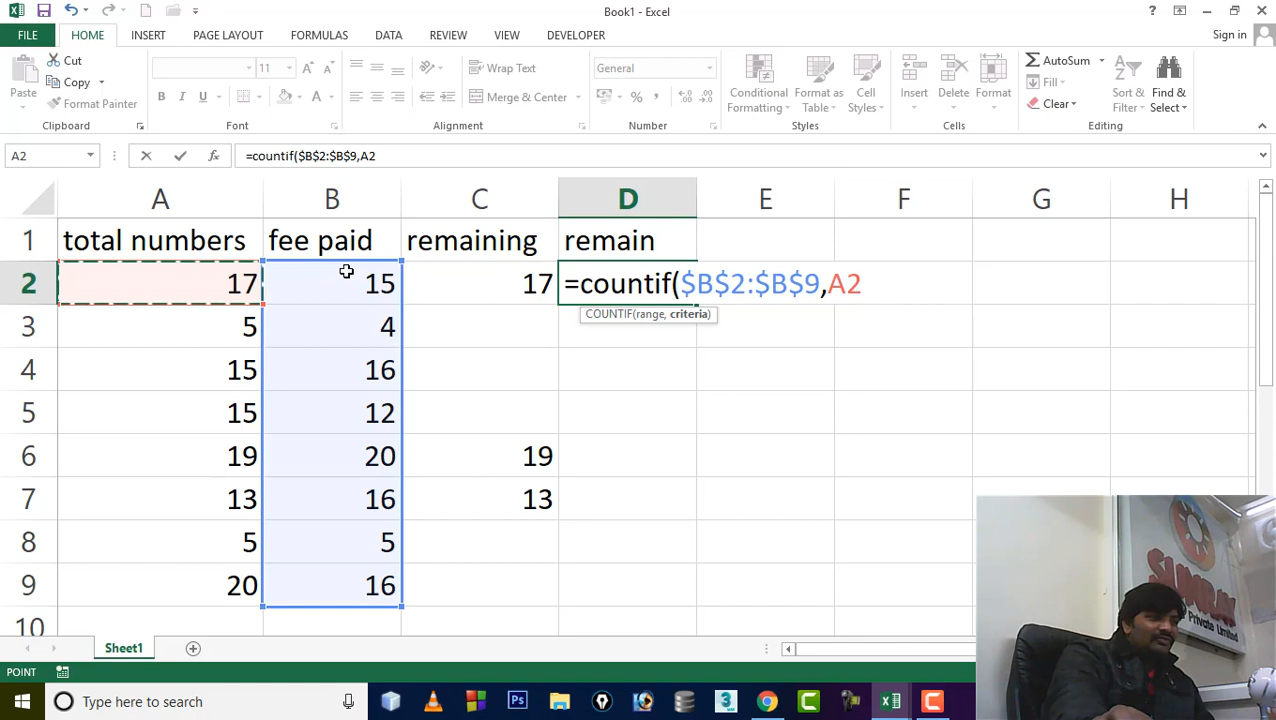 Book1 - Excel
?
FILE HOME INSERT PAGE LAYOUT FORMULAS DATA REVIEW VIEW DEVELOPER Sign in
Paste
Cut
Copy
Format Painter
Clipboard
11 A A
B I U A
Font
Wrap Text
Merge & Center
Alignment
General
% ,
Number
Conditional Formatting
Format as Table
Cell Styles
Styles
Insert
Delete
Format
Cells
AutoSum
Fill
Clear
Sort & Filter
Find & Select
Editing
A2 fx =countif($B$2:$B$9,A2
A B C D E F G H
1 total numbers fee paid remaining remain
2 17 15 17 =countif($B$2:$B$9,A2
COUNTIF(range, criteria)
3 5 4
4 15 16
5 15 12
6 19 20 19
7 13 16 13
8 5 5
9 20 16
10
Sheet1
POINT
Type here to search
Ps
3
C
Private Limited